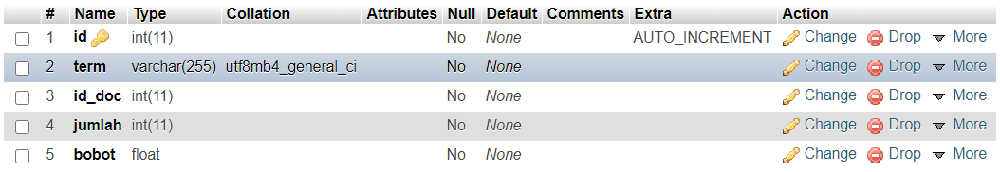 # Name Type Collation Attributes Null Default Comments Extra Action
1 id int(11) No None AUTO_INCREMENT Change Drop More
2 term varchar(255) utf8mb4_general_ci No None Change Drop More
3 id_doc int(11) No None Change Drop More
4 jumlah int(11) No None Change Drop More
5 bobot float No None Change Drop More